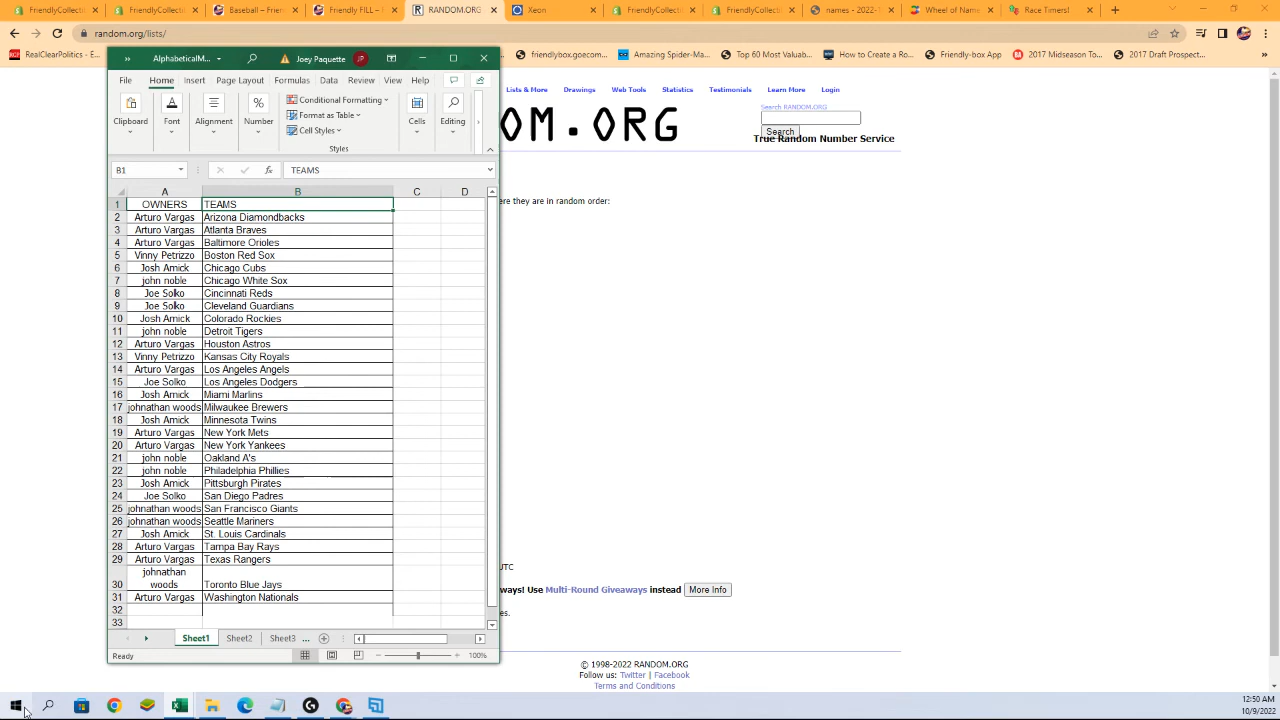 FriendlyCollecti
FriendlyCollecti
Baseball – Frien
Friendly FILL –
RANDOM.ORG
Xeon
FriendlyCollecti
FriendlyCollecti
names - 2022-1
Wheel of Name
Race Timers!
random.org/lists/
RealClearPolitics - E...
friendlybox.goecom...
Amazing Spider-Ma...
Top 60 Most Valuab...
How to Create a Ro...
Friendly-box App
2017 Midseason To...
2017 Draft Prospect...
AlphabeticalM...
Joey Paquette
JP
File Home Insert Page Layout Formulas Data Review View Help
Clipboard
Font
Alignment
Number
Conditional Formatting
Format as Table
Cell Styles
Styles
Cells
Editing
B1
fx
TEAMS
A B C D
1 OWNERS TEAMS
2 Arturo Vargas Arizona Diamondbacks
3 Arturo Vargas Atlanta Braves
4 Arturo Vargas Baltimore Orioles
5 Vinny Petrizzo Boston Red Sox
6 Josh Amick Chicago Cubs
7 john noble Chicago White Sox
8 Joe Solko Cincinnati Reds
9 Joe Solko Cleveland Guardians
10 Josh Amick Colorado Rockies
11 john noble Detroit Tigers
12 Arturo Vargas Houston Astros
13 Vinny Petrizzo Kansas City Royals
14 Arturo Vargas Los Angeles Angels
15 Joe Solko Los Angeles Dodgers
16 Josh Amick Miami Marlins
17 johnathan woods Milwaukee Brewers
18 Josh Amick Minnesota Twins
19 Arturo Vargas New York Mets
20 Arturo Vargas New York Yankees
21 john noble Oakland A's
22 john noble Philadelphia Phillies
23 Josh Amick Pittsburgh Pirates
24 Joe Solko San Diego Padres
25 johnathan woods San Francisco Giants
26 johnathan woods Seattle Mariners
27 Josh Amick St. Louis Cardinals
28 Arturo Vargas Tampa Bay Rays
29 Arturo Vargas Texas Rangers
johnathan
30 woods Toronto Blue Jays
31 Arturo Vargas Washington Nationals
32
33
Sheet1 Sheet2 Sheet3 ...
Ready
100%
Lists & More Drawings Web Tools Statistics Testimonials Learn More Login
OM.ORG
Search RANDOM.ORG
Search
True Random Number Service
ere they are in random order:
UTC
ways! Use Multi-Round Giveaways instead More Info
es.
© 1998-2022 RANDOM.ORG
Follow us: Twitter | Facebook
Terms and Conditions
12:50 AM
10/9/2022